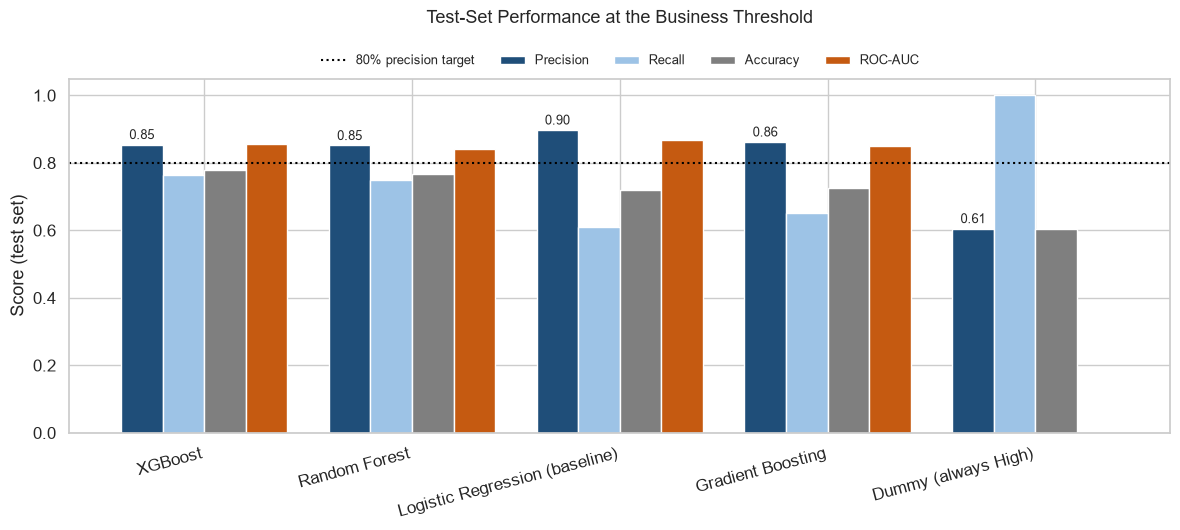 Test-Set Performance at the Business Threshold
80% precision target Precision Recall Accuracy ROC-AUC
Score (test set)
1.0
0.8
0.6
0.4
0.2
0.0
0.85
0.85
0.90
0.86
0.61
XGBoost
Random Forest
Logistic Regression (baseline)
Gradient Boosting
Dummy (always High)